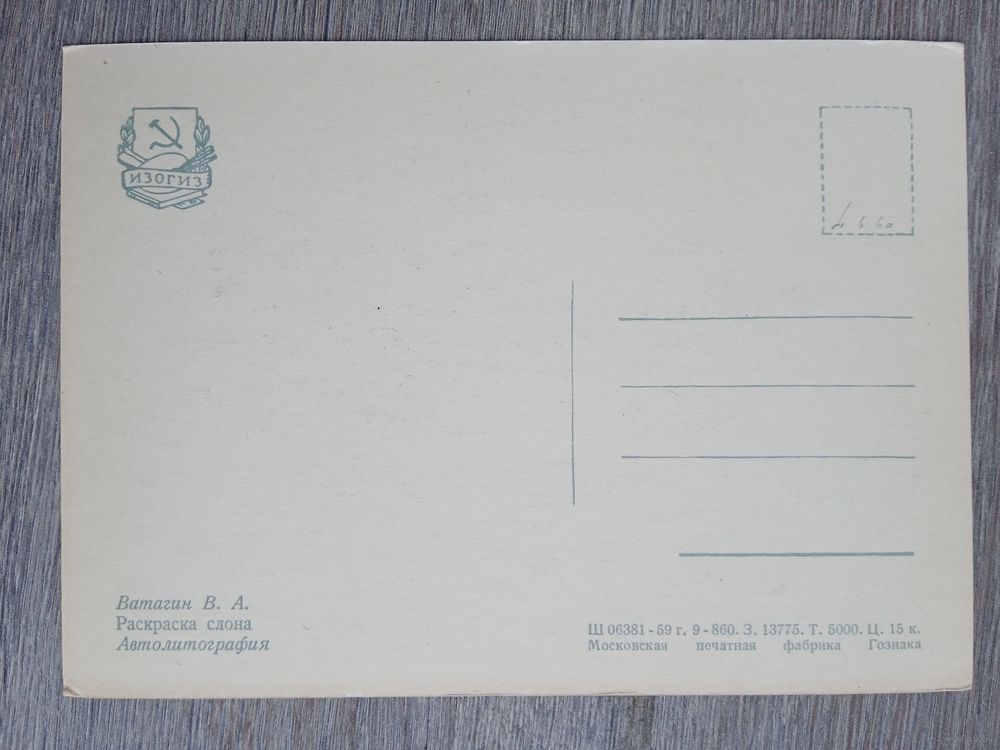 ИЗОГИЗ
Ватагин В. А.
Раскраска слона
Автолитография
Ш 06381 - 59 г. 9 - 860. З. 13775. Т. 5000. Ц. 15 к.
Московская печатная фабрика Гознака